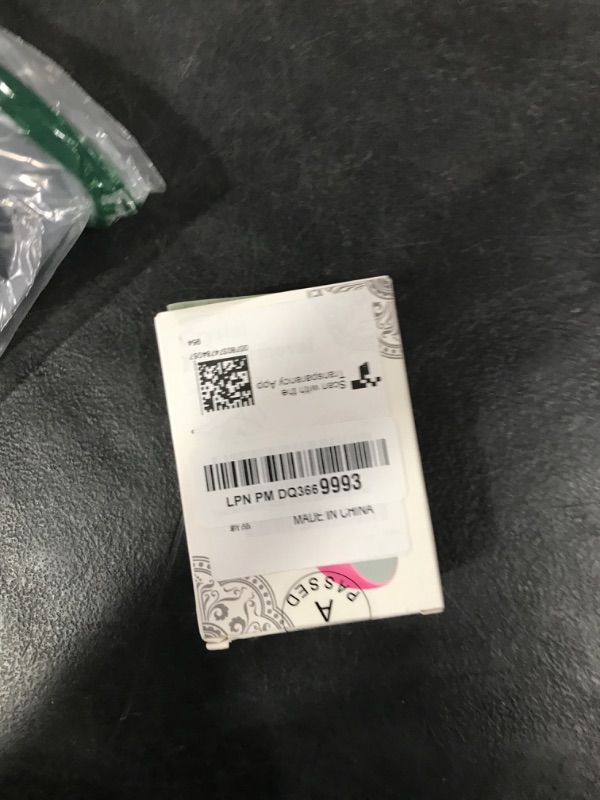 Scan with the
Transparency App
LPN PM DQ3669993
MADE IN CHINA
PASSED
A